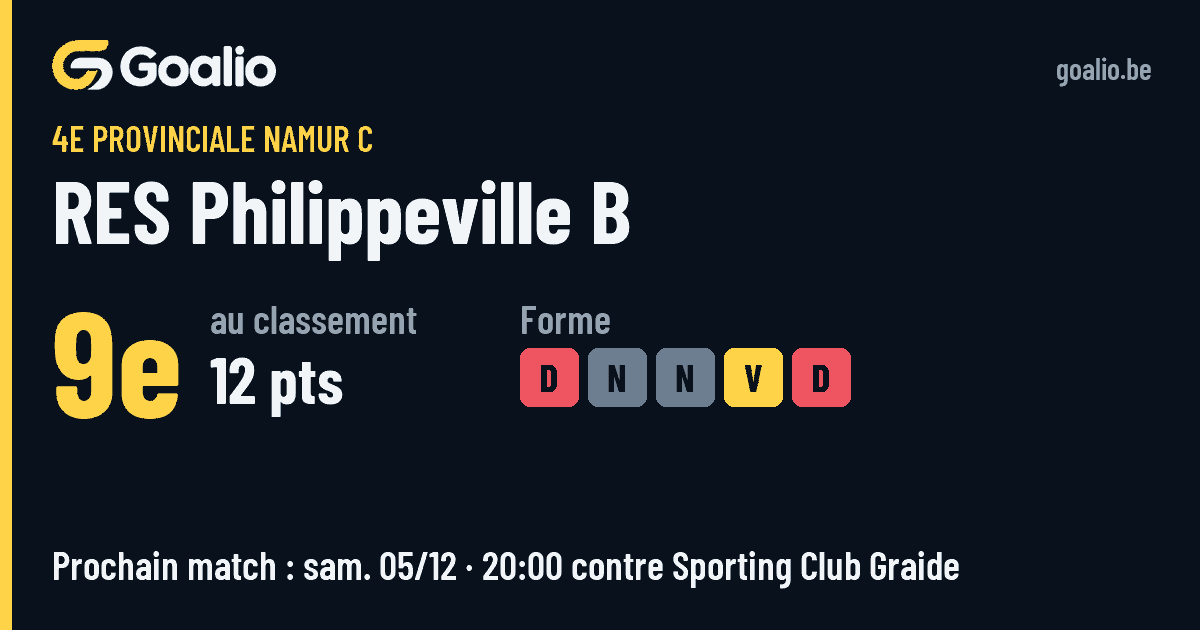 Goalio
goalio.be
4E PROVINCIALE NAMUR C
RES Philippeville B
9e
au classement
12 pts
Forme
D N N V D
Prochain match : sam. 05/12 · 20:00 contre Sporting Club Graide